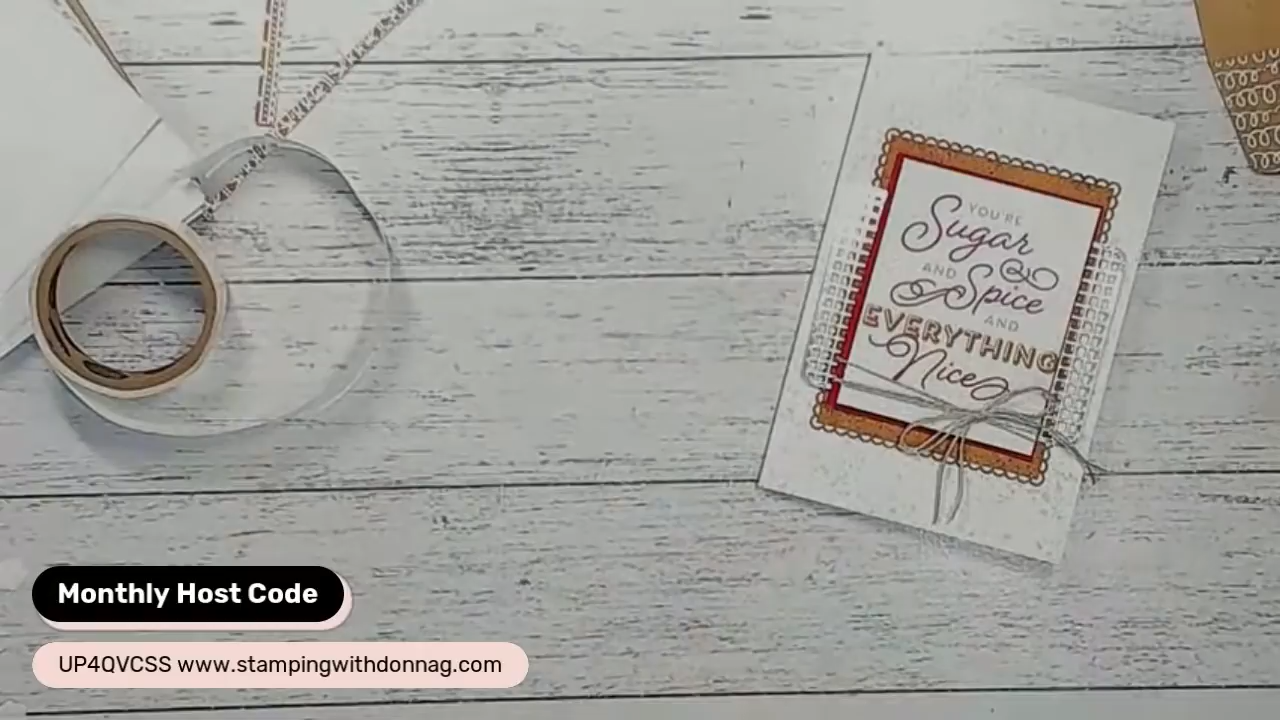 YOU'RE
Sugar
AND
Spice
AND
EVERYTHING
Nice
Monthly Host Code
UP4QVCSS www.stampingwithdonnag.com